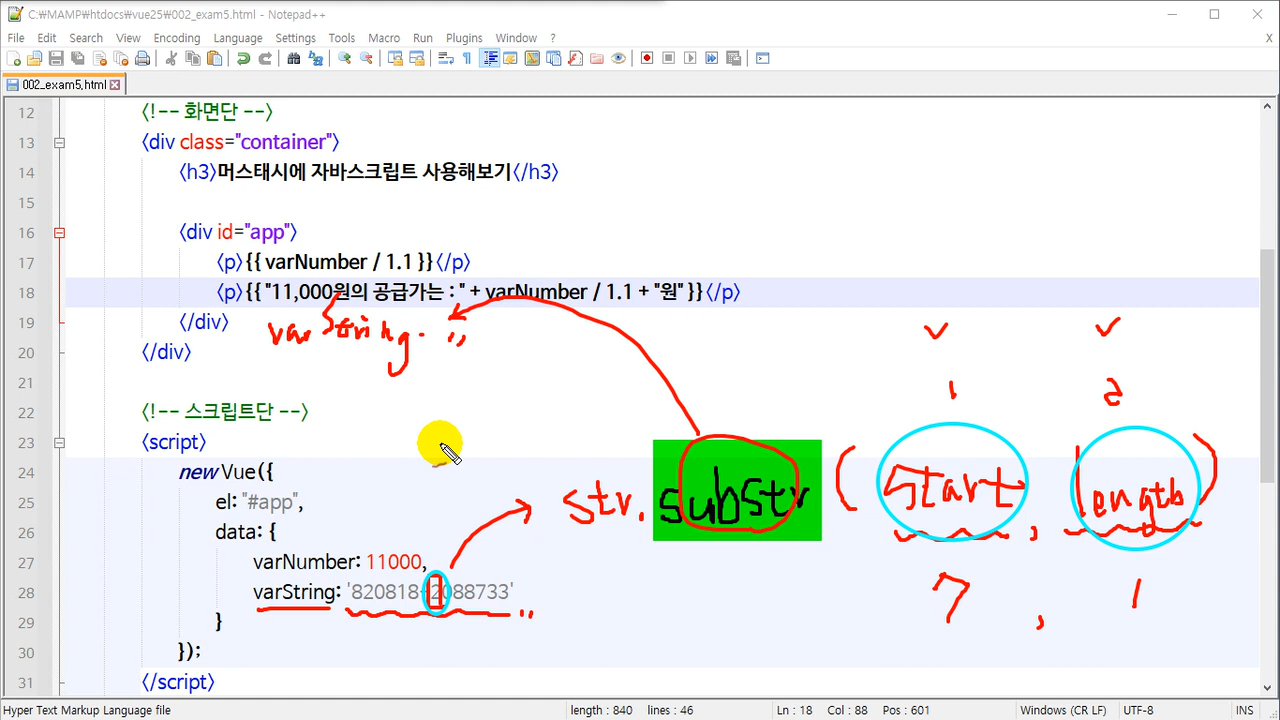 C:\MAMP\htdocs\vue25\002_exam5.html - Notepad++
File Edit Search View Encoding Language Settings Tools Macro Run Plugins Window ? X
002_exam5.html
12 <!-- 화면단 -->
13 <div class="container">
14 <h3>머스태시에 자바스크립트 사용해보기</h3>
15
16 <div id="app">
17 <p>{{ varNumber / 1.1 }}</p>
18 <p>{{ "11,000원의 공급가는 : " + varNumber / 1.1 + "원" }}</p>
19 </div>
varString.
20 </div>
1 2
21
22 <!-- 스크립트단 -->
23 <script>
24 new Vue({
25 el: "#app",
str.substr(start, length)
26 data: {
27 varNumber: 11000,
28 varString: '820818-2088733'
7, 1
29 }
30 });
31 </script>
Hyper Text Markup Language file length : 840 lines : 46 Ln : 18 Col : 88 Pos : 601 Windows (CR LF) UTF-8 INS